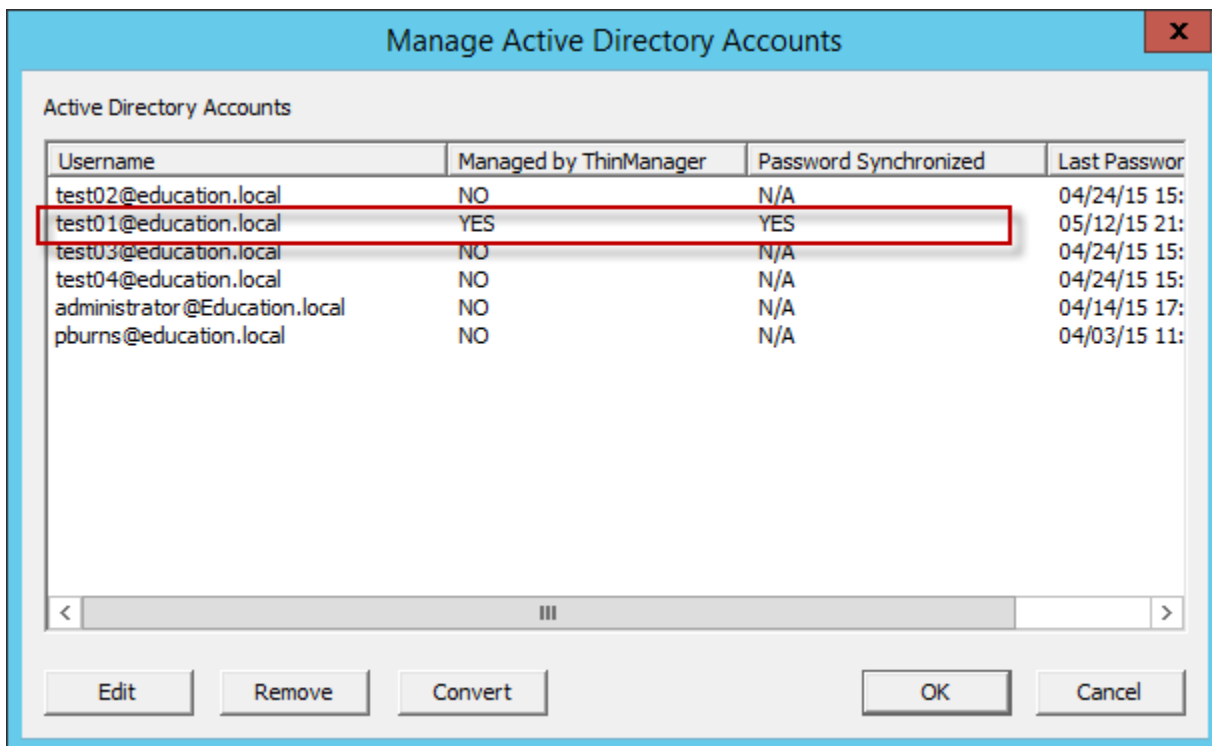 Manage Active Directory Accounts
x
Active Directory Accounts
Username Managed by ThinManager Password Synchronized Last Passwor
test02@education.local NO N/A 04/24/15 15:
test01@education.local YES YES 05/12/15 21:
test03@education.local NO N/A 04/24/15 15:
test04@education.local NO N/A 04/24/15 15:
administrator@Education.local NO N/A 04/14/15 17:
pburns@education.local NO N/A 04/03/15 11:
Edit Remove Convert OK Cancel